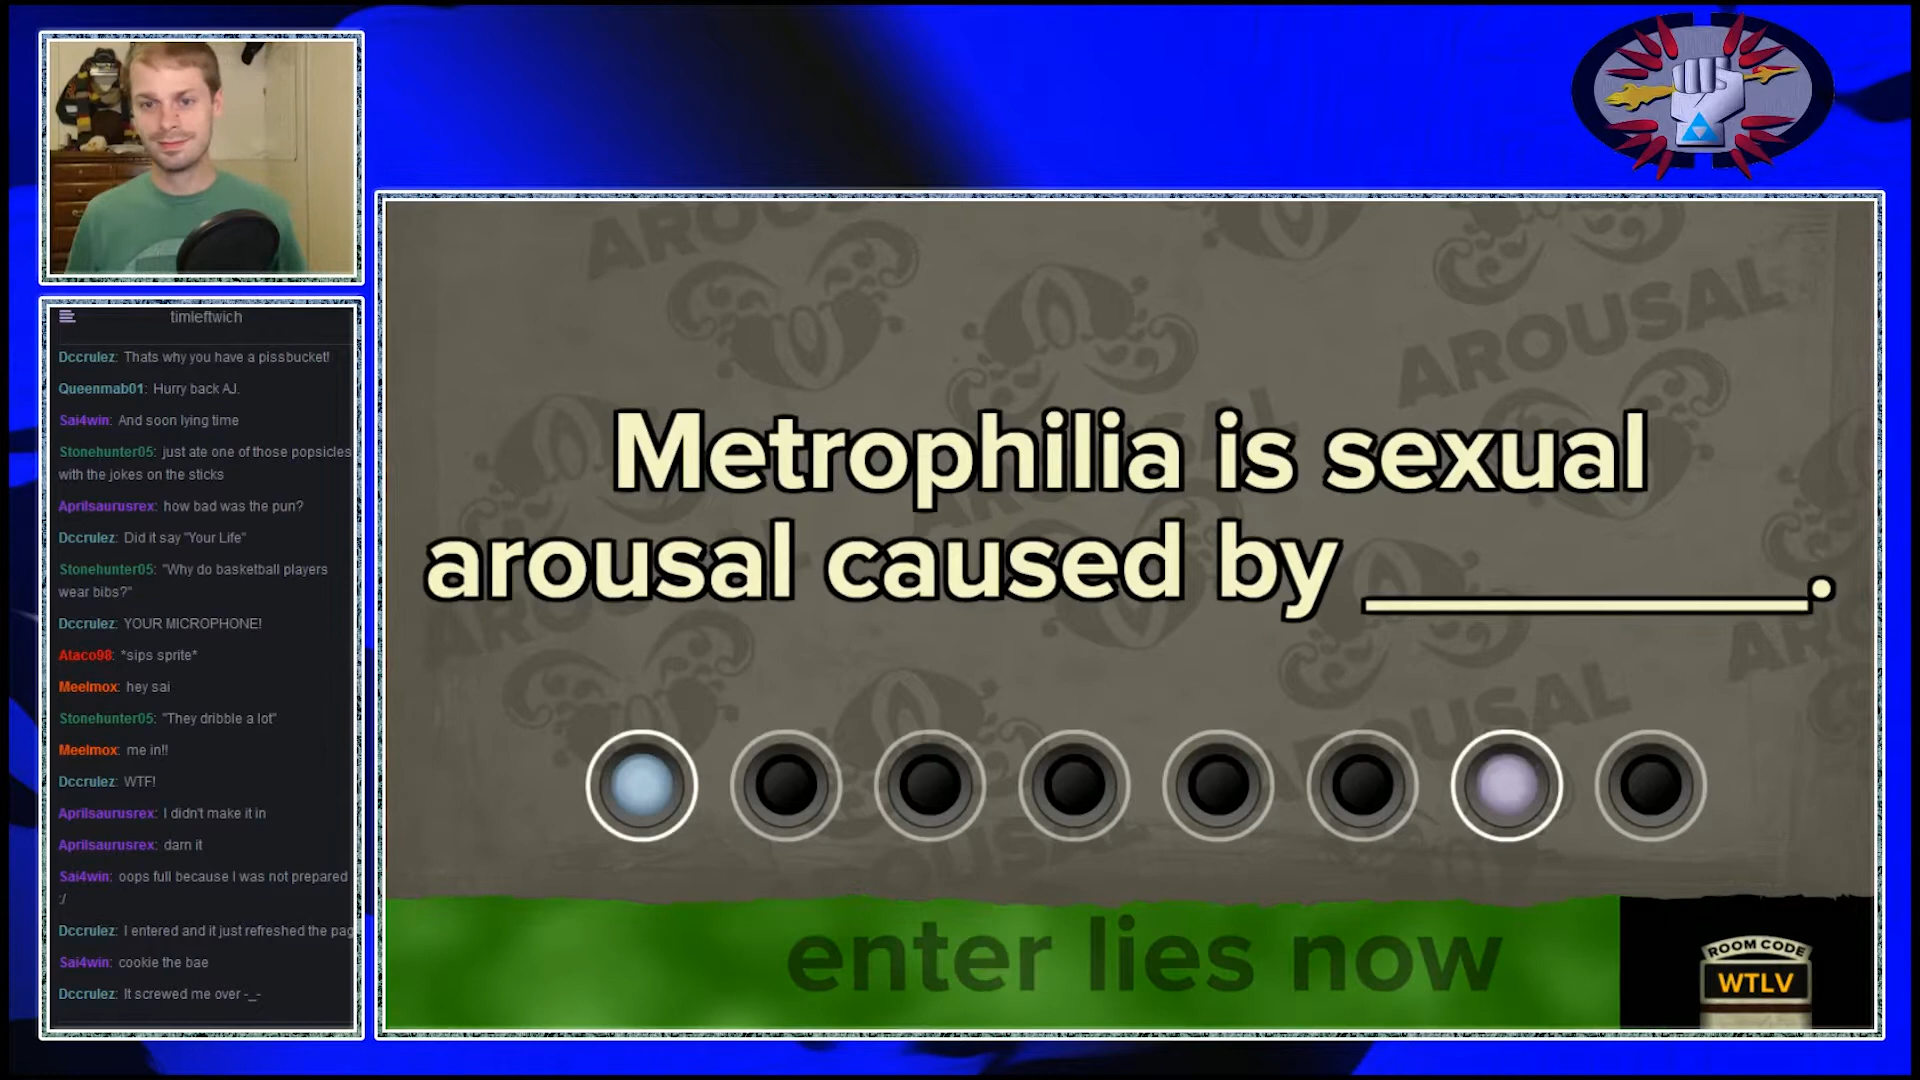 timleftwich
Dccrulez: Thats why you have a pissbucket!
Queenmab01: Hurry back AJ.
Sai4win: And soon lying time
Stonehunter05: just ate one of those popsicles
with the jokes on the sticks
Aprilsaurusrex: how bad was the pun?
Dccrulez: Did it say "Your Life"
Stonehunter05: "Why do basketball players
wear bibs?"
Dccrulez: YOUR MICROPHONE!
Ataco98: *sips sprite*
Meelmox: hey sai
Stonehunter05: "They dribble a lot"
Meelmox: me in!!
Dccrulez: WTF!
Aprilsaurusrex: I didn't make it in
Aprilsaurusrex: darn it
Sai4win: oops full because I was not prepared
:/
Dccrulez: I entered and it just refreshed the pag
Sai4win: cookie the bae
Dccrulez: It screwed me over -_-
AROUSAL
AROUSAL
AROUSAL
Metrophilia is sexual
arousal caused by ________.
enter lies now
ROOM CODE
WTLV